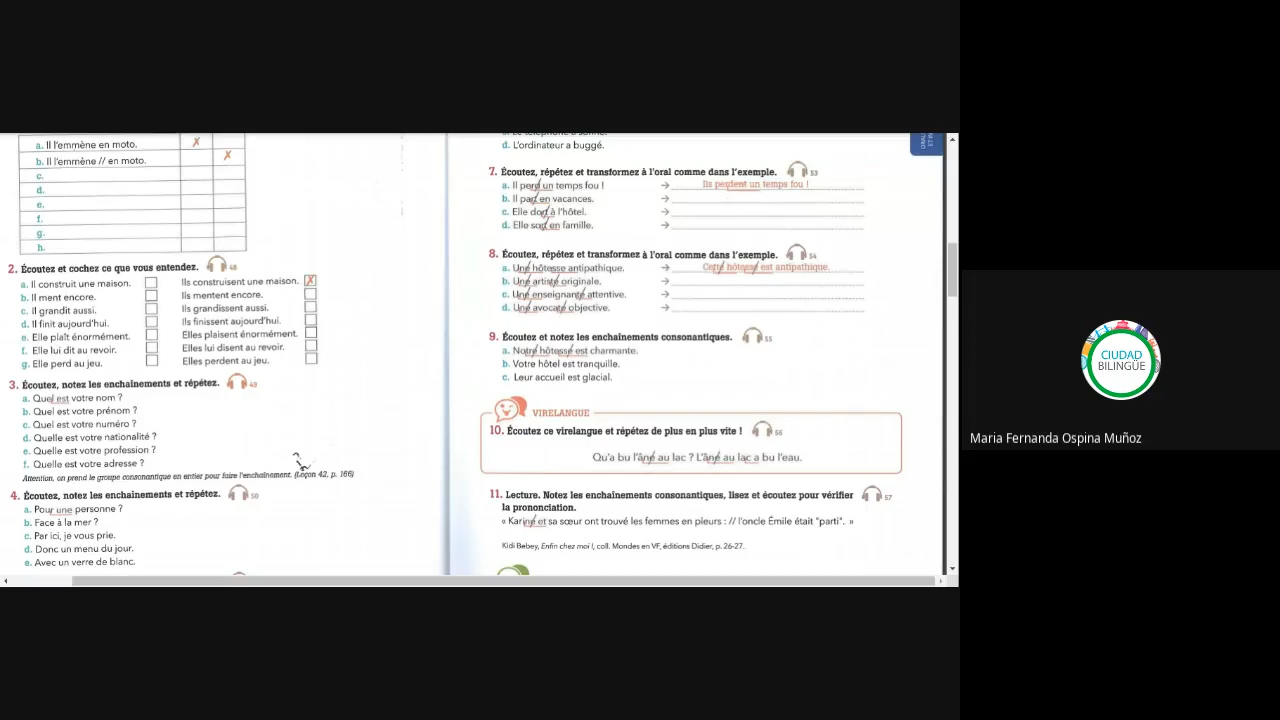 a. Il l'emmène en moto. X
b. Il l'emmène // en moto. X
c.
d.
e.
f.
g.
h.
2. Écoutez et cochez ce que vous entendez. 48
a. Il construit une maison. Ils construisent une maison. X
b. Il ment encore. Ils mentent encore.
c. Il grandit aussi. Ils grandissent aussi.
d. Il finit aujourd'hui. Ils finissent aujourd'hui.
e. Elle plaît énormément. Elles plaisent énormément.
f. Elle lui dit au revoir. Elles lui disent au revoir.
g. Elle perd au jeu. Elles perdent au jeu.
3. Écoutez, notez les enchaînements et répétez. 49
a. Quel est votre nom ?
b. Quel est votre prénom ?
c. Quel est votre numéro ?
d. Quelle est votre nationalité ?
e. Quelle est votre profession ?
f. Quelle est votre adresse ?
Attention, on prend le groupe consonantique en entier pour faire l'enchaînement. (Leçon 42, p. 166)
4. Écoutez, notez les enchaînements et répétez. 50
a. Pour une personne ?
b. Face à la mer ?
c. Par ici, je vous prie.
d. Donc un menu du jour.
e. Avec un verre de blanc.
d. L'ordinateur a buggé.
7. Écoutez, répétez et transformez à l'oral comme dans l'exemple. 53
a. Il perd un temps fou ! → Ils perdent un temps fou !
b. Il part en vacances. →
c. Elle dort à l'hôtel. →
d. Elle sort en famille. →
8. Écoutez, répétez et transformez à l'oral comme dans l'exemple. 54
a. Une hôtesse antipathique. → Cette hôtesse est antipathique.
b. Une artiste originale. →
c. Une enseignante attentive. →
d. Une avocate objective. →
9. Écoutez et notez les enchaînements consonantiques. 55
a. Notre hôtesse est charmante.
b. Votre hôtel est tranquille.
c. Leur accueil est glacial.
VIRELANGUE
10. Écoutez ce virelangue et répétez de plus en plus vite ! 56
Qu'a bu l'âne au lac ? L'âne au lac a bu l'eau.
11. Lecture. Notez les enchaînements consonantiques, lisez et écoutez pour vérifier 57
la prononciation.
« Karine et sa sœur ont trouvé les femmes en pleurs : // l'oncle Émile était "parti". »
Kidi Bebey, Enfin chez moi !, coll. Mondes en VF, éditions Didier, p. 26-27.
CIUDAD
BILINGÜE
Maria Fernanda Ospina Muñoz